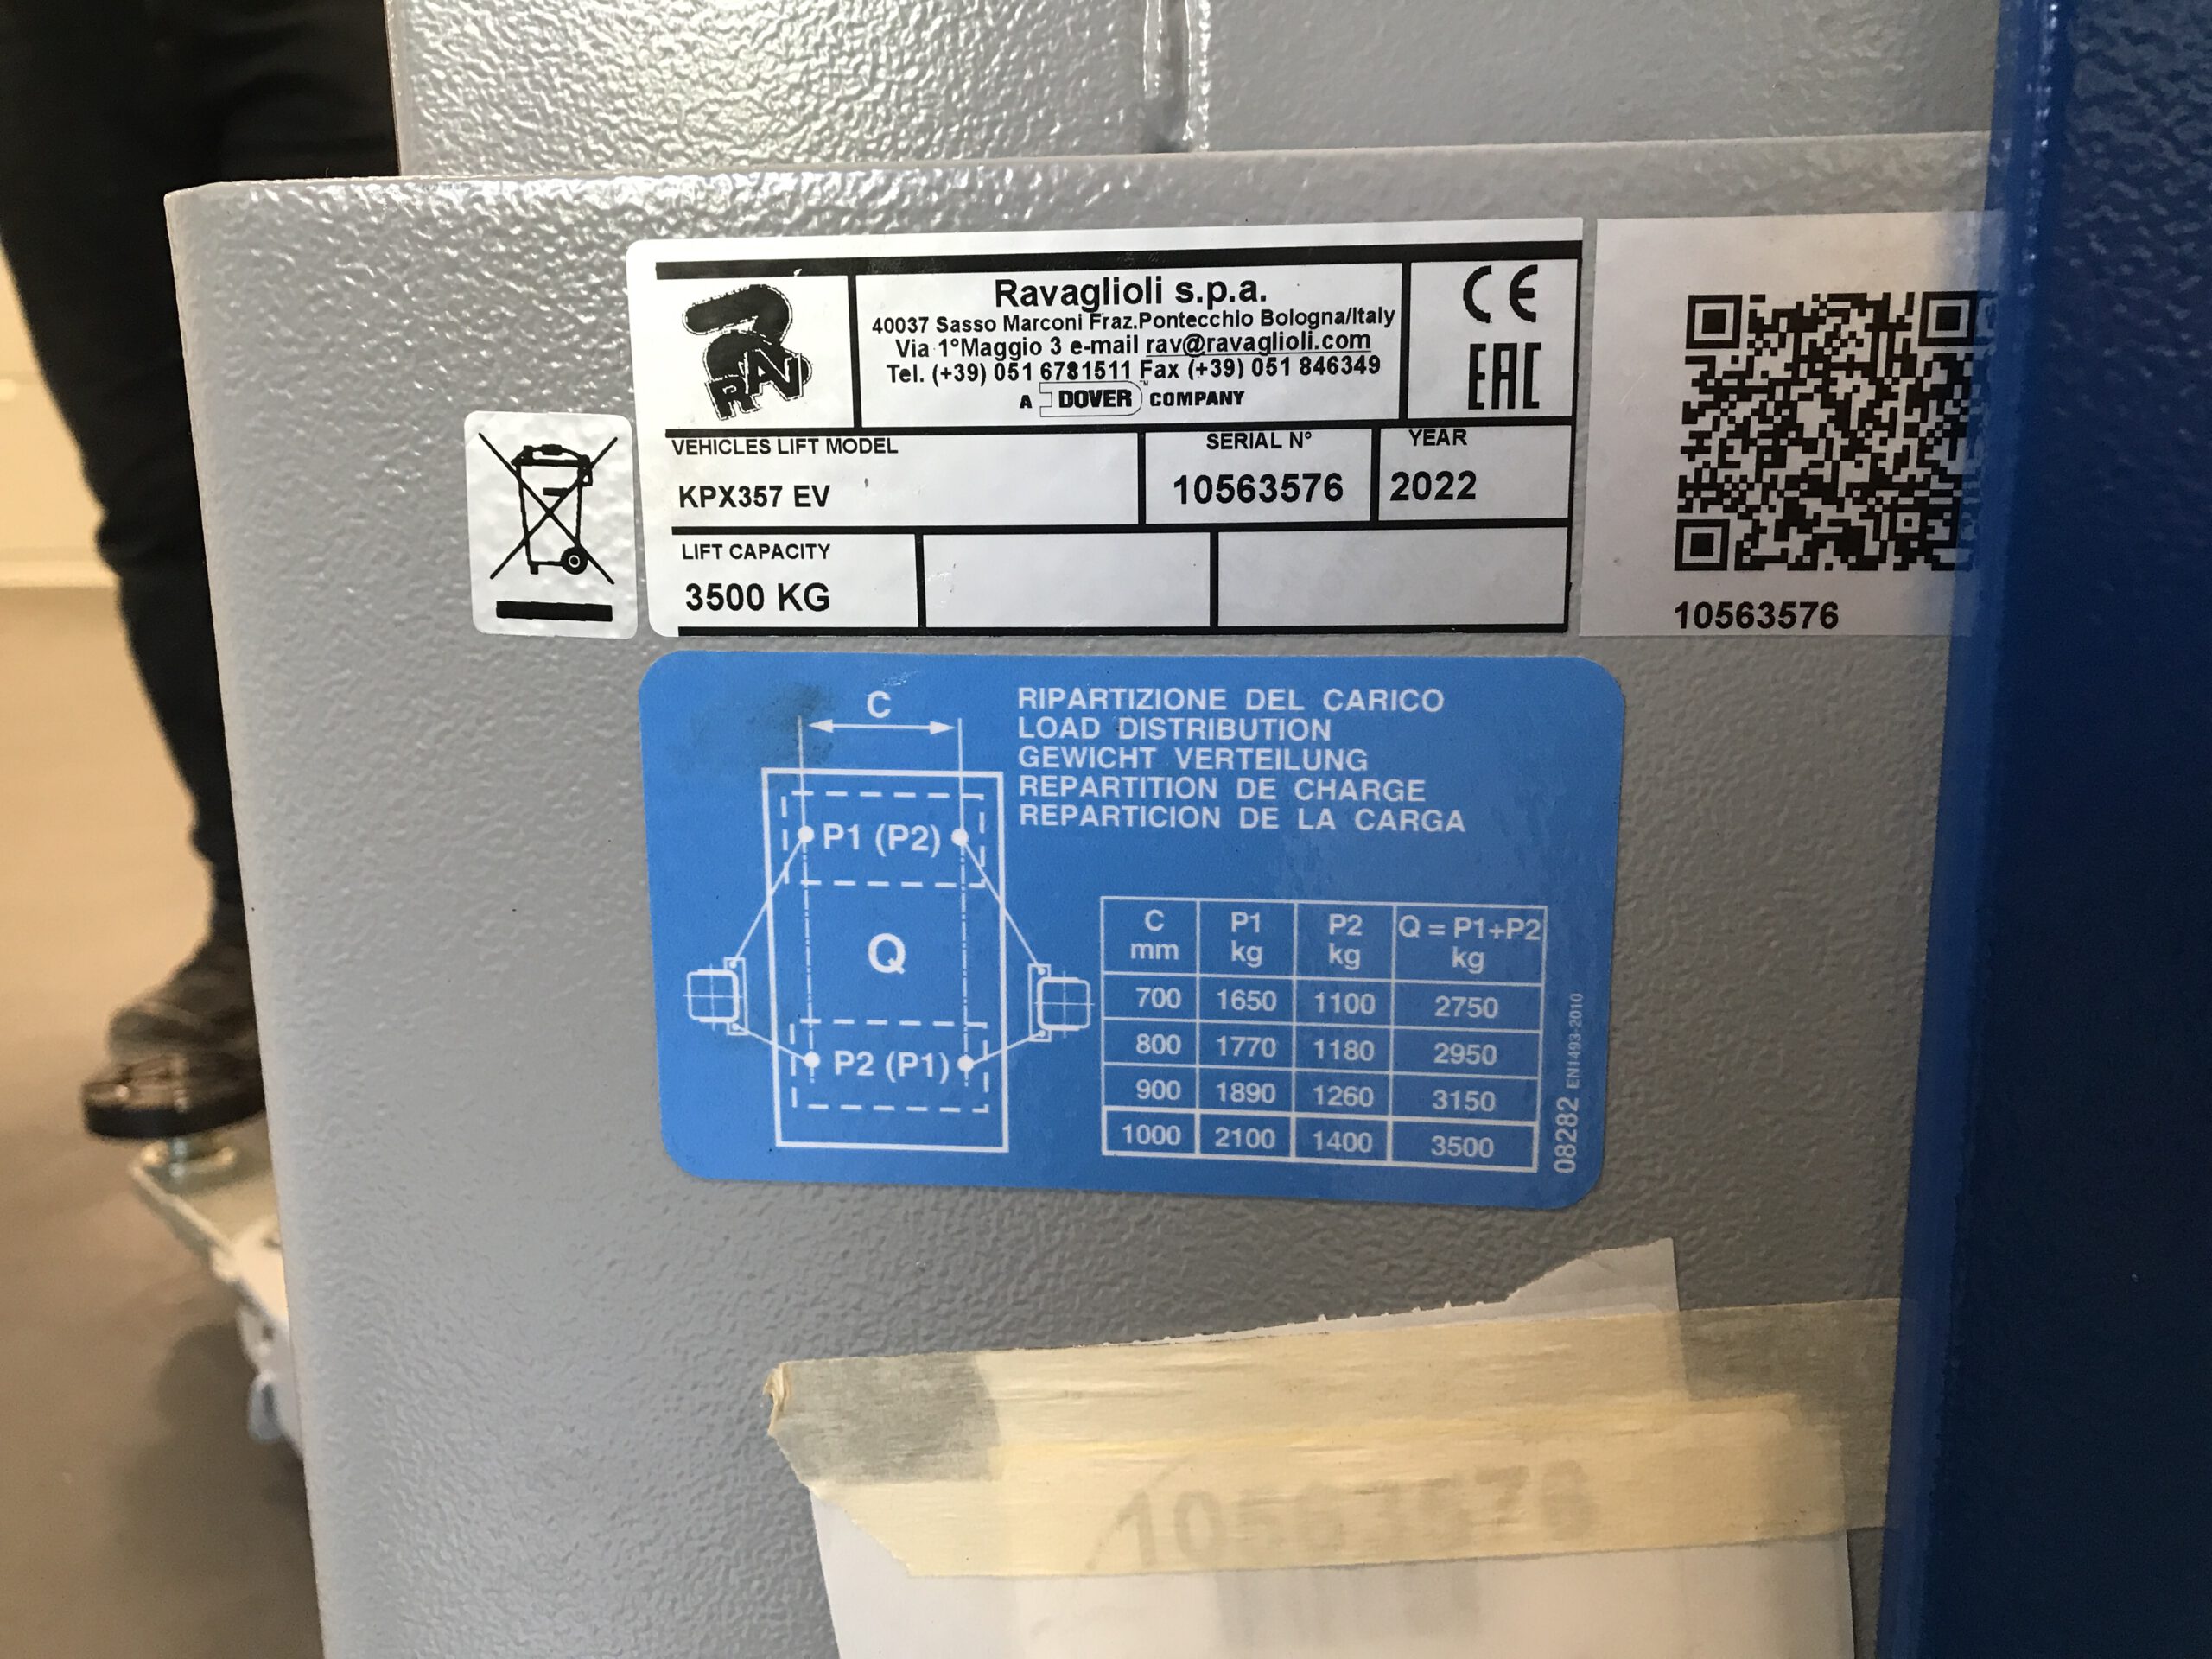 RAV
Ravaglioli s.p.a.
40037 Sasso Marconi Fraz.Pontecchio Bologna/Italy
Via 1°Maggio 3 e-mail rav@ravaglioli.com
Tel. (+39) 051 6781511 Fax (+39) 051 846349
A DOVER™ COMPANY
CE
EAC
VEHICLES LIFT MODEL
KPX357 EV
SERIAL N°
10563576
YEAR
2022
LIFT CAPACITY
3500 KG
10563576
C
P1 (P2)
Q
P2 (P1)
RIPARTIZIONE DEL CARICO
LOAD DISTRIBUTION
GEWICHT VERTEILUNG
REPARTITION DE CHARGE
REPARTICION DE LA CARGA
C mm P1 kg P2 kg Q = P1+P2 kg
700 1650 1100 2750
800 1770 1180 2950
900 1890 1260 3150
1000 2100 1400 3500
08282 EN1493-2010
10563576